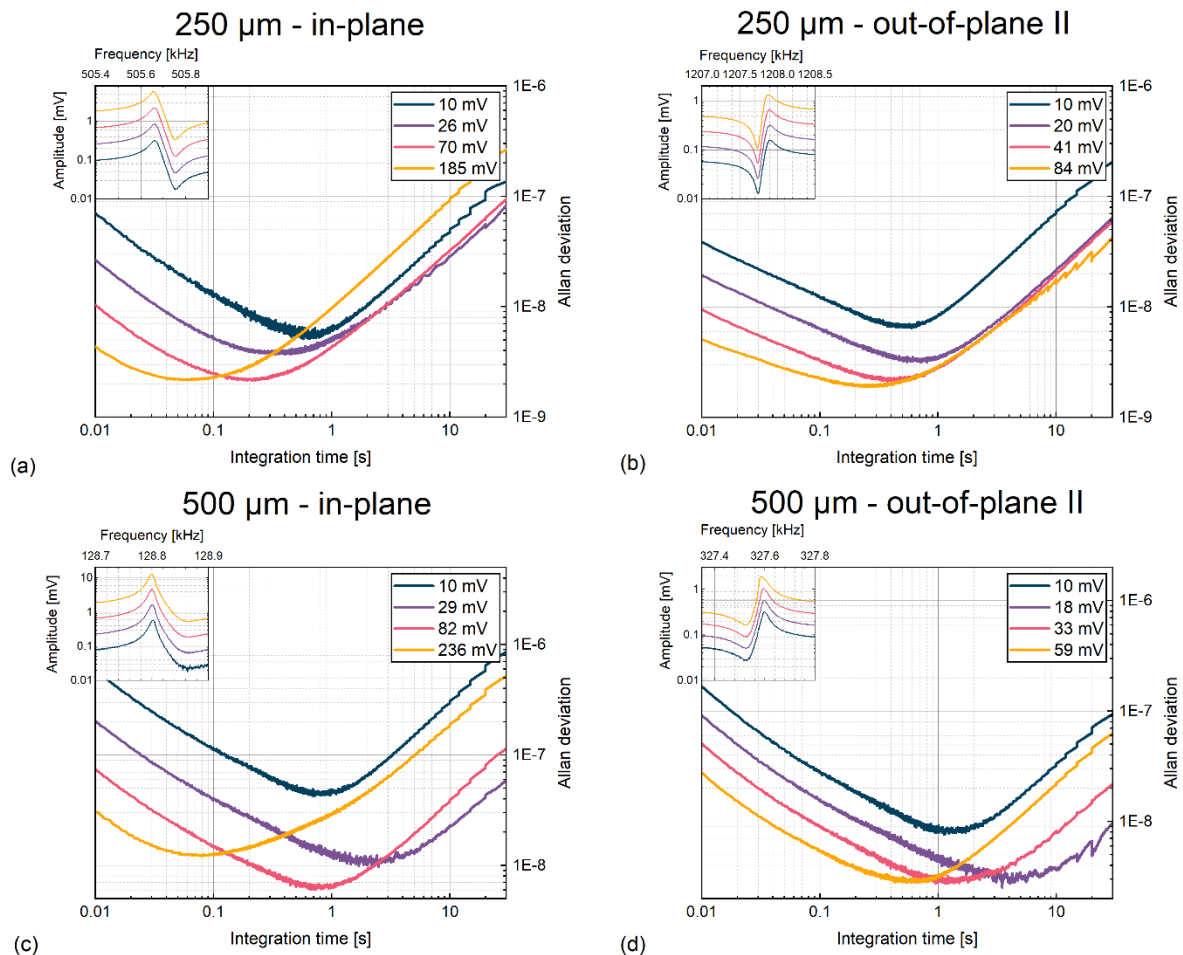 250 µm - in-plane
Frequency [kHz]
505.4 505.6 505.8
Amplitude [mV]
1
0.1
0.01
10 mV
26 mV
70 mV
185 mV
1E-6
1E-7
1E-8
1E-9
Allan deviation
0.01 0.1 1 10
Integration time [s]
(a)
250 µm - out-of-plane II
Frequency [kHz]
1207.0 1207.5 1208.0 1208.5
Amplitude [mV]
1
0.1
0.01
10 mV
20 mV
41 mV
84 mV
1E-6
1E-7
1E-8
1E-9
Allan deviation
0.01 0.1 1 10
Integration time [s]
(b)
500 µm - in-plane
Frequency [kHz]
128.7 128.8 128.9
Amplitude [mV]
10
1
0.1
0.01
10 mV
29 mV
82 mV
236 mV
1E-6
1E-7
1E-8
Allan deviation
0.01 0.1 1 10
Integration time [s]
(c)
500 µm - out-of-plane II
Frequency [kHz]
327.4 327.6 327.8
Amplitude [mV]
1
0.1
0.01
10 mV
18 mV
33 mV
59 mV
1E-6
1E-7
1E-8
Allan deviation
0.01 0.1 1 10
Integration time [s]
(d)